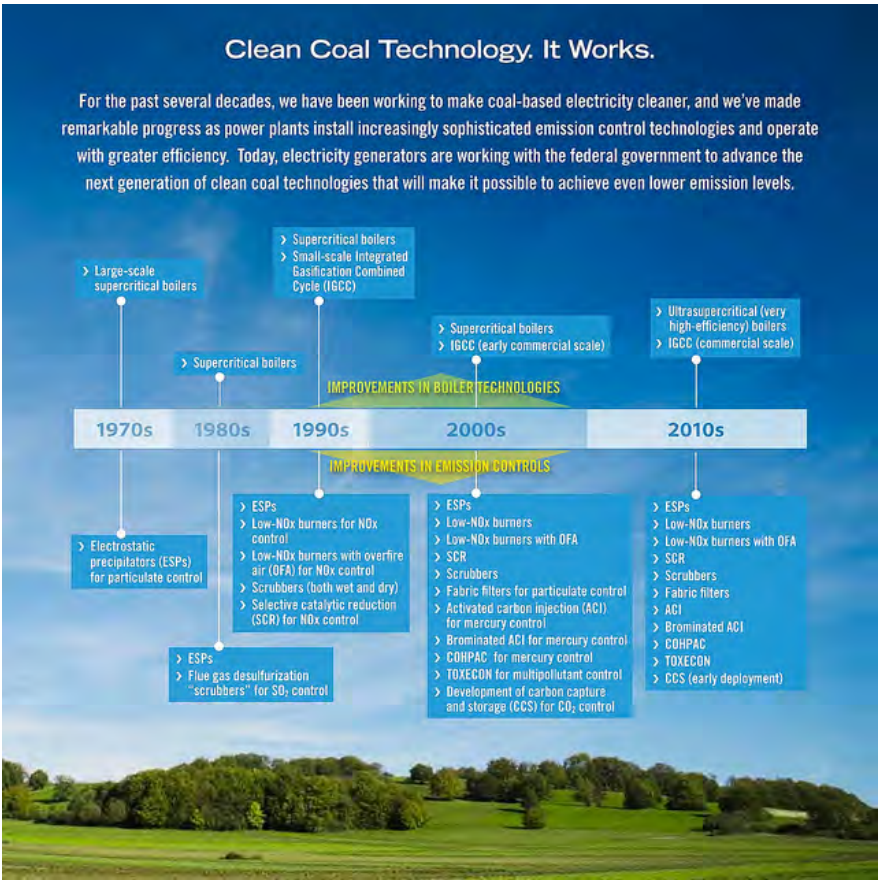 Clean Coal Technology. It Works.
For the past several decades, we have been working to make coal-based electricity cleaner, and we've made
remarkable progress as power plants install increasingly sophisticated emission control technologies and operate
with greater efficiency. Today, electricity generators are working with the federal government to advance the
next generation of clean coal technologies that will make it possible to achieve even lower emission levels.
› Large-scale
supercritical boilers
› Supercritical boilers
› Supercritical boilers
› Small-scale Integrated
Gasification Combined
Cycle (IGCC)
› Supercritical boilers
› IGCC (early commercial scale)
› Ultrasupercritical (very
high-efficiency) boilers
› IGCC (commercial scale)
IMPROVEMENTS IN BOILER TECHNOLOGIES
1970s
1980s
1990s
2000s
2010s
IMPROVEMENTS IN EMISSION CONTROLS
› Electrostatic
precipitators (ESPs)
for particulate control
› ESPs
› Flue gas desulfurization
"scrubbers" for SO₂ control
› ESPs
› Low-NOx burners for NOx
control
› Low-NOx burners with overfire
air (OFA) for NOx control
› Scrubbers (both wet and dry)
› Selective catalytic reduction
(SCR) for NOx control
› ESPs
› Low-NOx burners
› Low-NOx burners with OFA
› SCR
› Scrubbers
› Fabric filters for particulate control
› Activated carbon injection (ACI)
for mercury control
› Brominated ACI for mercury control
› COHPAC for mercury control
› TOXECON for multipollutant control
› Development of carbon capture
and storage (CCS) for CO₂ control
› ESPs
› Low-NOx burners
› Low-NOx burners with OFA
› SCR
› Scrubbers
› Fabric filters
› ACI
› Brominated ACI
› COHPAC
› TOXECON
› CCS (early deployment)